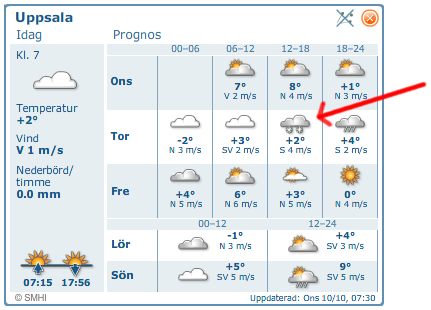 Uppsala
Idag
Prognos
Kl. 7
00–06 06–12 12–18 18–24
Ons
7° 8° +1°
V 2 m/s N 4 m/s N 3 m/s
Temperatur
+2°
Vind
V 1 m/s
Tor
-2° +3° +2° +4°
N 3 m/s SV 2 m/s S 4 m/s S 2 m/s
Nederbörd/
timme
0.0 mm
Fre
+4° 6° +3° 0°
N 5 m/s N 6 m/s N 5 m/s N 4 m/s
00–12 12–24
Lör
-1° +4°
N 3 m/s SV 3 m/s
Sön
+5° 9°
SV 5 m/s SV 5 m/s
07:15 17:56
© SMHI
Uppdaterad: Ons 10/10, 07:30